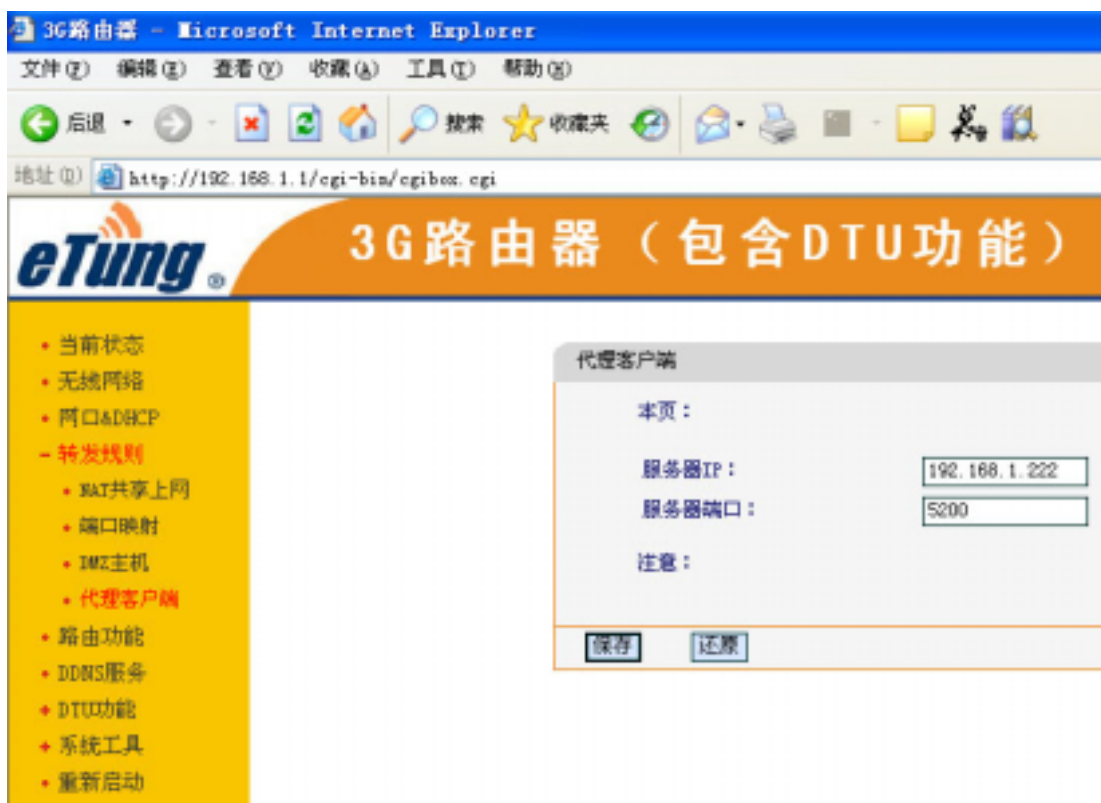 3G路由器 - Microsoft Internet Explorer
文件(F) 编辑(E) 查看(V) 收藏(A) 工具(T) 帮助(H)
后退 搜索 收藏夹
地址(D) http://192.168.1.1/cgi-bin/cgibox.cgi
eTung ® 3G路由器（包含DTU功能）
• 当前状态
• 无线网络
• 网口&DHCP
- 转发规则
• NAT共享上网
• 端口映射
• DMZ主机
• 代理客户端
• 路由功能
• DDNS服务
+ DTU功能
+ 系统工具
• 重新启动
代理客户端
本页：
服务器IP： 192.168.1.222
服务器端口： 5200
注意：
保存 还原